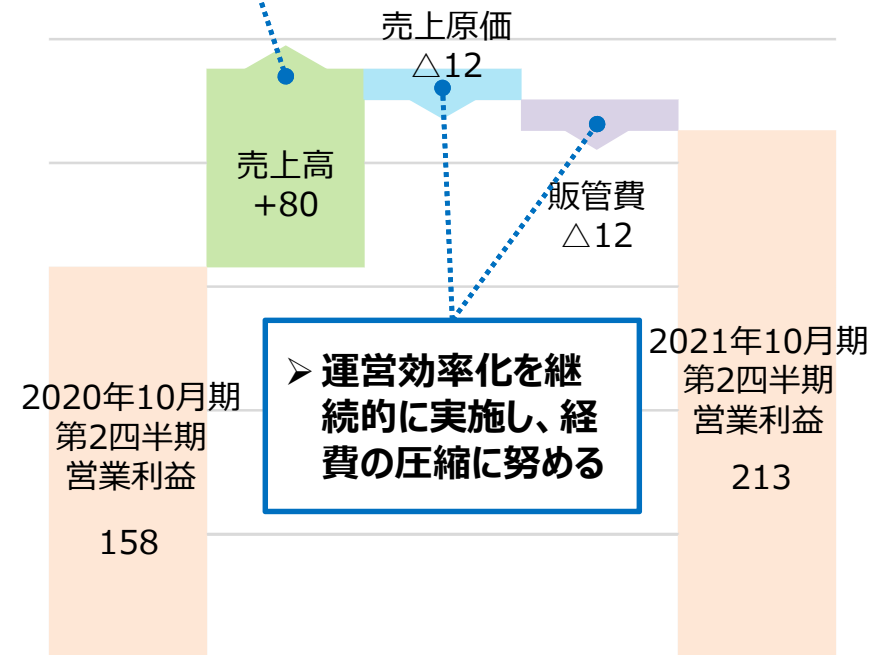 売上原価
△12
売上高
+80
販管費
△12
2020年10月期
第2四半期
営業利益
158
➢ 運営効率化を継
続的に実施し、経
費の圧縮に努める
2021年10月期
第2四半期
営業利益
213